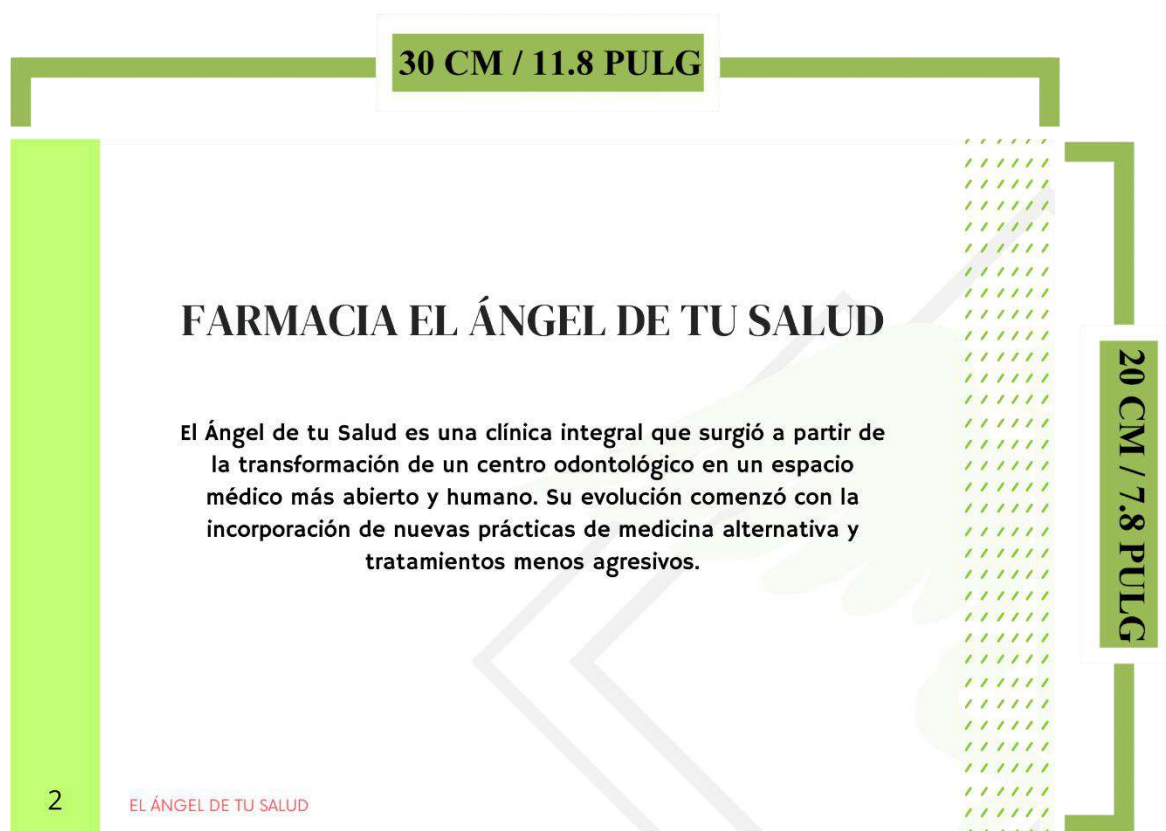 30 CM / 11.8 PULG
FARMACIA EL ÁNGEL DE TU SALUD
El Ángel de tu Salud es una clínica integral que surgió a partir de
la transformación de un centro odontológico en un espacio
médico más abierto y humano. Su evolución comenzó con la
incorporación de nuevas prácticas de medicina alternativa y
tratamientos menos agresivos.
20 CM / 7.8 PULG
2
EL ÁNGEL DE TU SALUD